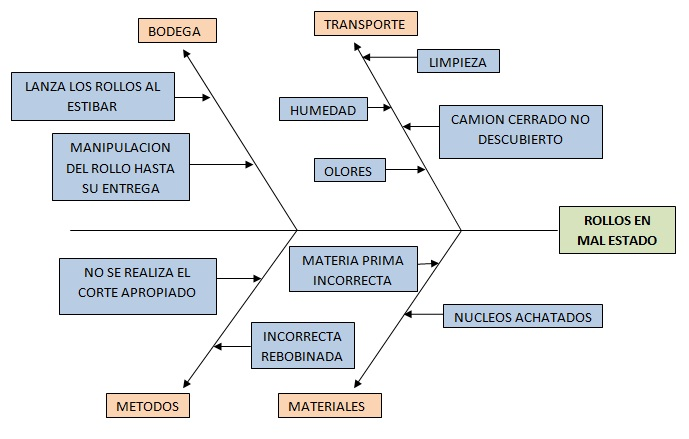 BODEGA
TRANSPORTE
LIMPIEZA
LANZA LOS ROLLOS AL
ESTIBAR
HUMEDAD
CAMION CERRADO NO
DESCUBIERTO
MANIPULACION
DEL ROLLO HASTA
SU ENTREGA
OLORES
ROLLOS EN
MAL ESTADO
NO SE REALIZA EL
CORTE APROPIADO
MATERIA PRIMA
INCORRECTA
NUCLEOS ACHATADOS
INCORRECTA
REBOBINADA
METODOS
MATERIALES